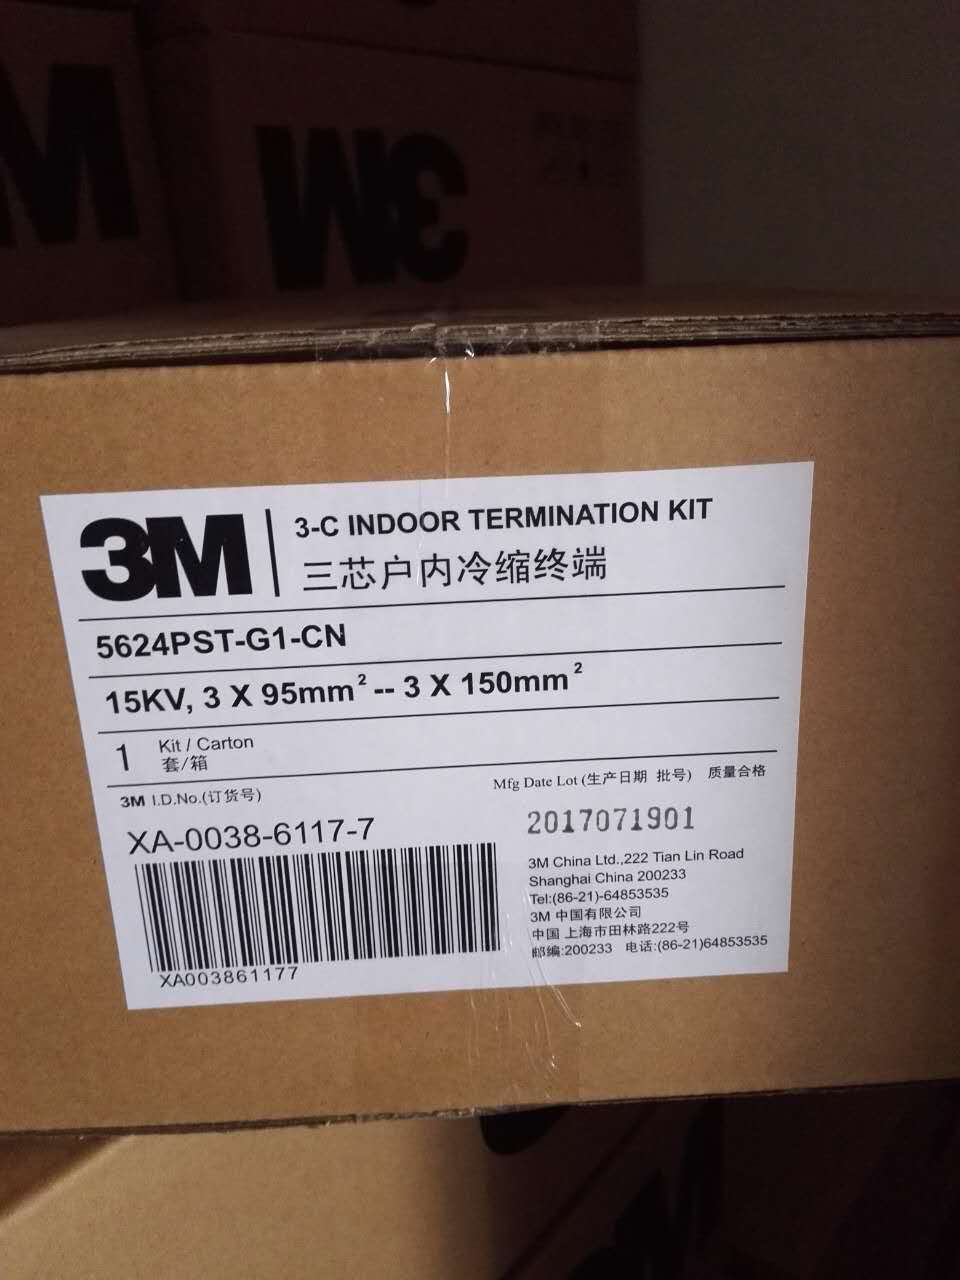 3M
3M
3-C INDOOR TERMINATION KIT
三芯户内冷缩终端
5624PST-G1-CN
15KV, 3 X 95mm² -- 3 X 150mm²
1 Kit / Carton
套/箱
3M I.D.No.(订货号)
Mfg Date Lot (生产日期 批号) 质量合格
XA-0038-6117-7
2017071901
XA003861177
3M China Ltd.,222 Tian Lin Road
Shanghai China 200233
Tel:(86-21)-64853535
3M 中国有限公司
中国 上海市田林路222号
邮编:200233 电话:(86-21)64853535